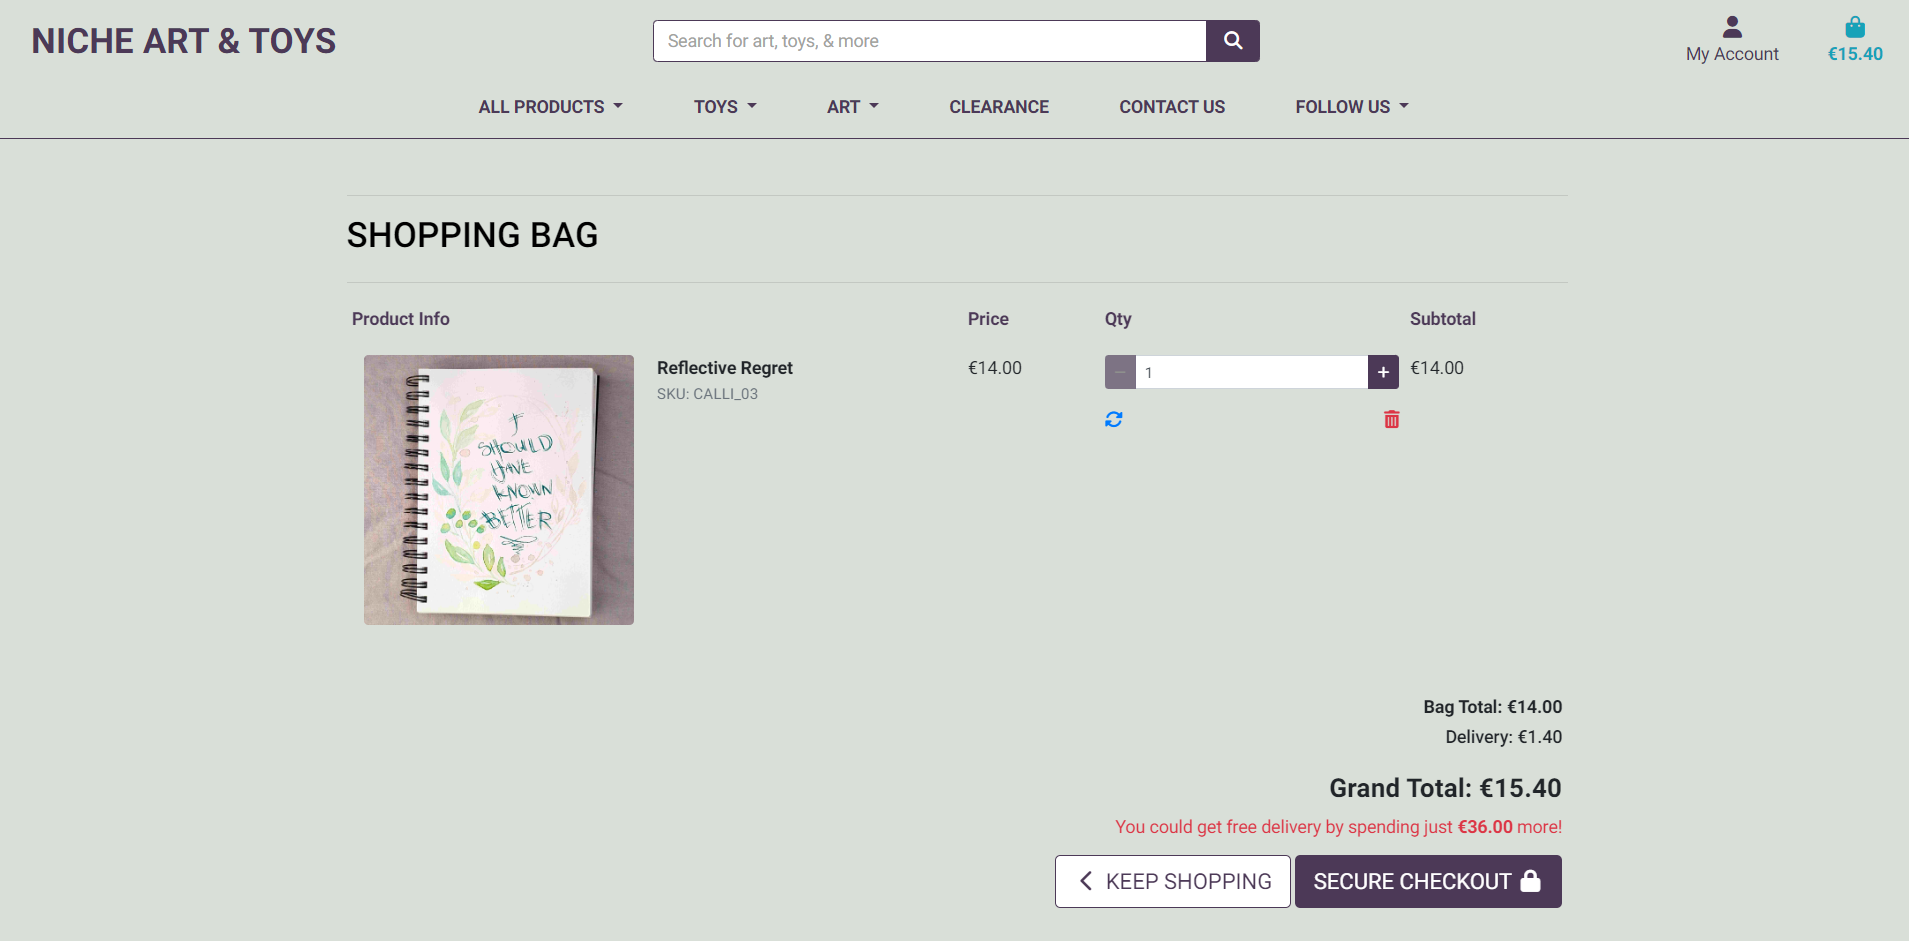 NICHE ART & TOYS
Search for art, toys, & more
My Account
€15.40
ALL PRODUCTS
TOYS
ART
CLEARANCE
CONTACT US
FOLLOW US
SHOPPING BAG
Product Info Price Qty Subtotal
Reflective Regret €14.00 1 €14.00
SKU: CALLI_03
I
SHOULD
HAVE
KNOWN
BETTER
Bag Total: €14.00
Delivery: €1.40
Grand Total: €15.40
You could get free delivery by spending just €36.00 more!
KEEP SHOPPING
SECURE CHECKOUT